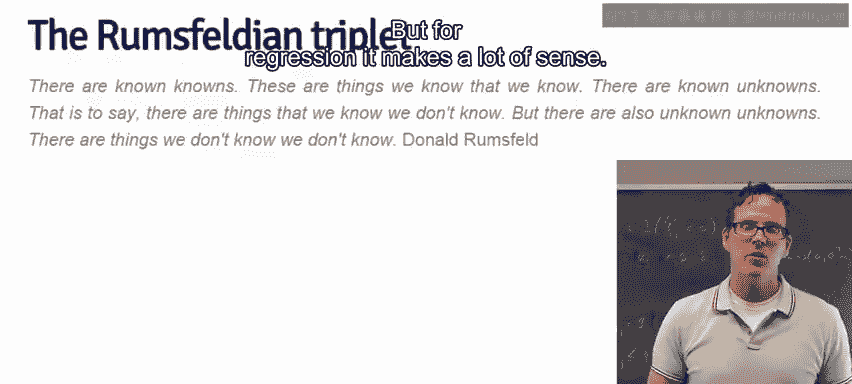 The Rumsfeldian triplet
But for
regression it makes a lot of sense.
There are known knowns. These are things we know that we know. There are known unknowns.
That is to say, there are things that we know we don't know. But there are also unknown unknowns.
There are things we don't know we don't know. Donald Rumsfeld